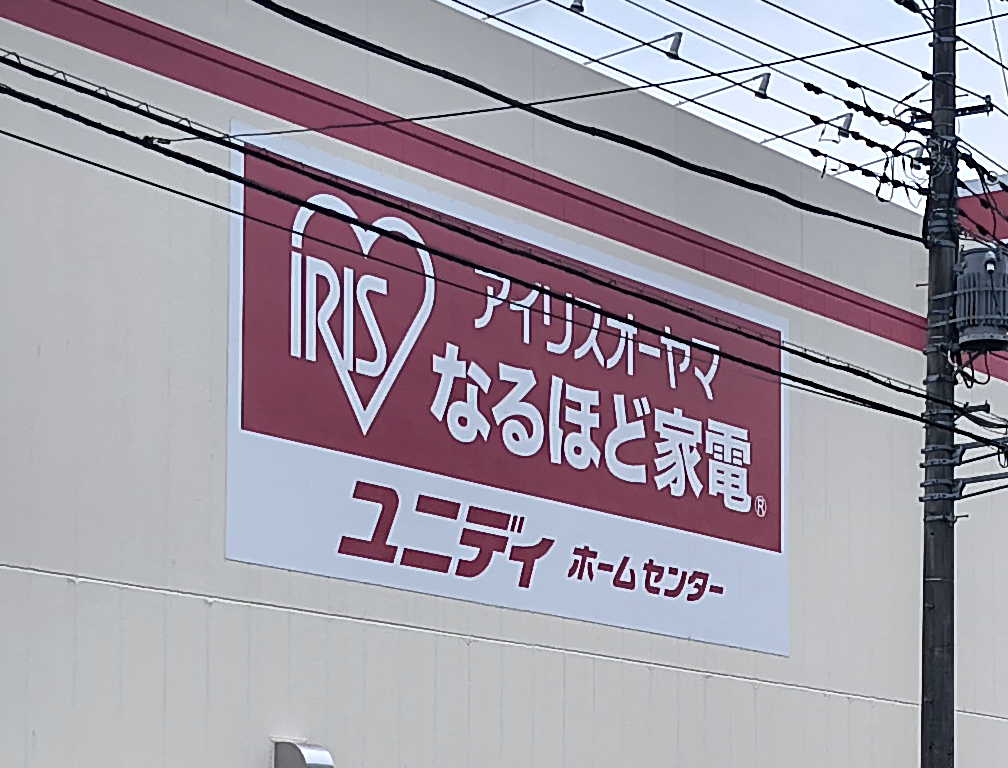 IRIS
アイリスオーヤマ
なるほど家電®
ユニディ ホームセンター